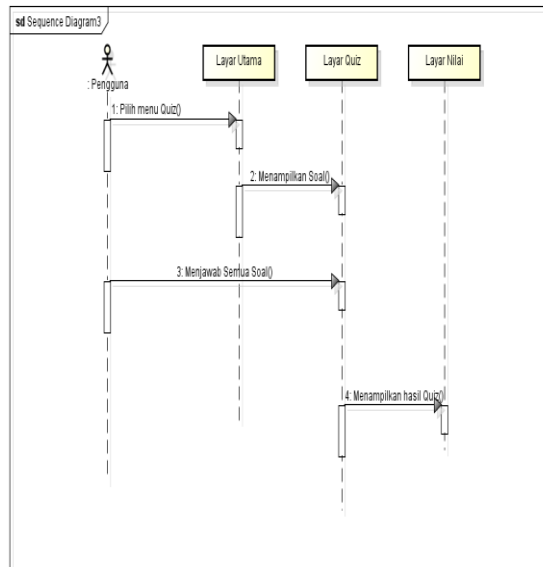 sd Sequence Diagram3
: Pengguna
Layar Utama
Layar Quiz
Layar Nilai
1: Pilih menu Quiz()
2: Menampilkan Soal()
3: Menjawab Semua Soal()
4: Menampilkan hasil Quiz()